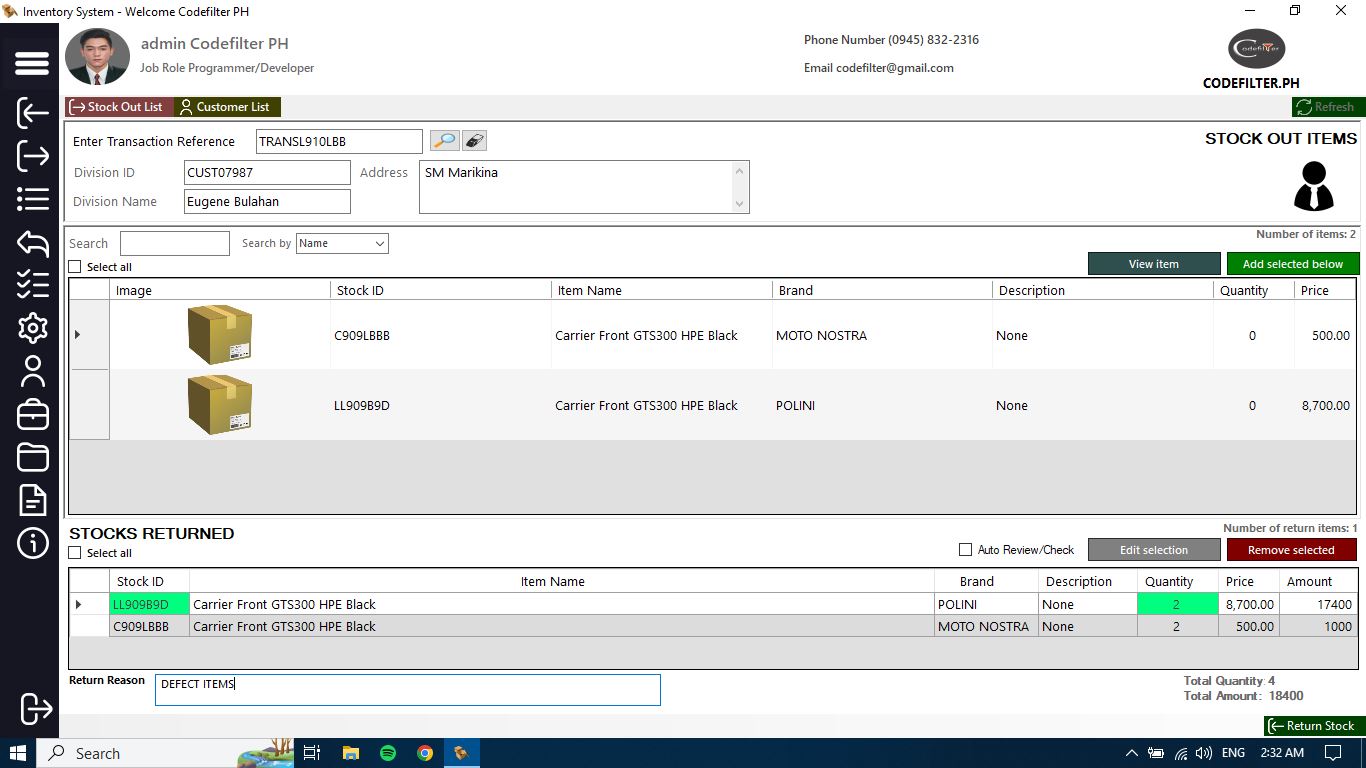 Inventory System - Welcome Codefilter PH
admin Codefilter PH
Job Role Programmer/Developer
Phone Number (0945) 832-2316
Email codefilter@gmail.com
Codefilter
CODEFILTER.PH
Stock Out List
Customer List
Refresh
Enter Transaction Reference
TRANSL910LBB
STOCK OUT ITEMS
Division ID
CUST07987
Address
SM Marikina
Division Name
Eugene Bulahan
Number of items: 2
Search
Search by
Name
Select all
View item
Add selected below
Image Stock ID Item Name Brand Description Quantity Price
C909LBBB Carrier Front GTS300 HPE Black MOTO NOSTRA None 0 500.00
LL909B9D Carrier Front GTS300 HPE Black POLINI None 0 8,700.00
STOCKS RETURNED
Number of return items: 1
Select all
Auto Review/Check
Edit selection
Remove selected
Stock ID Item Name Brand Description Quantity Price Amount
LL909B9D Carrier Front GTS300 HPE Black POLINI None 2 8,700.00 17400
C909LBBB Carrier Front GTS300 HPE Black MOTO NOSTRA None 2 500.00 1000
Return Reason
DEFECT ITEMS
Total Quantity: 4
Total Amount: 18400
Return Stock
Search
ENG
2:32 AM